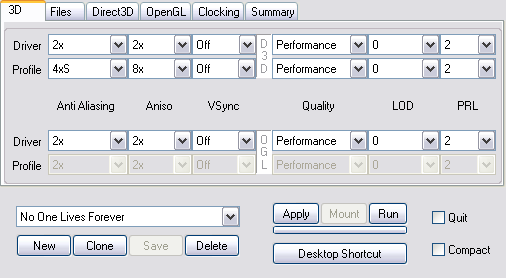 3D Files Direct3D OpenGL Clocking Summary
Driver 2x 2x Off D3D Performance 0 2
Profile 4xS 8x Off Performance 0 2
Anti Aliasing Aniso VSync Quality LOD PRL
Driver 2x 2x Off OGL Performance 0 2
Profile 2x 2x Off Performance 0 2
No One Lives Forever Apply Mount Run Quit
New Clone Save Delete Desktop Shortcut Compact